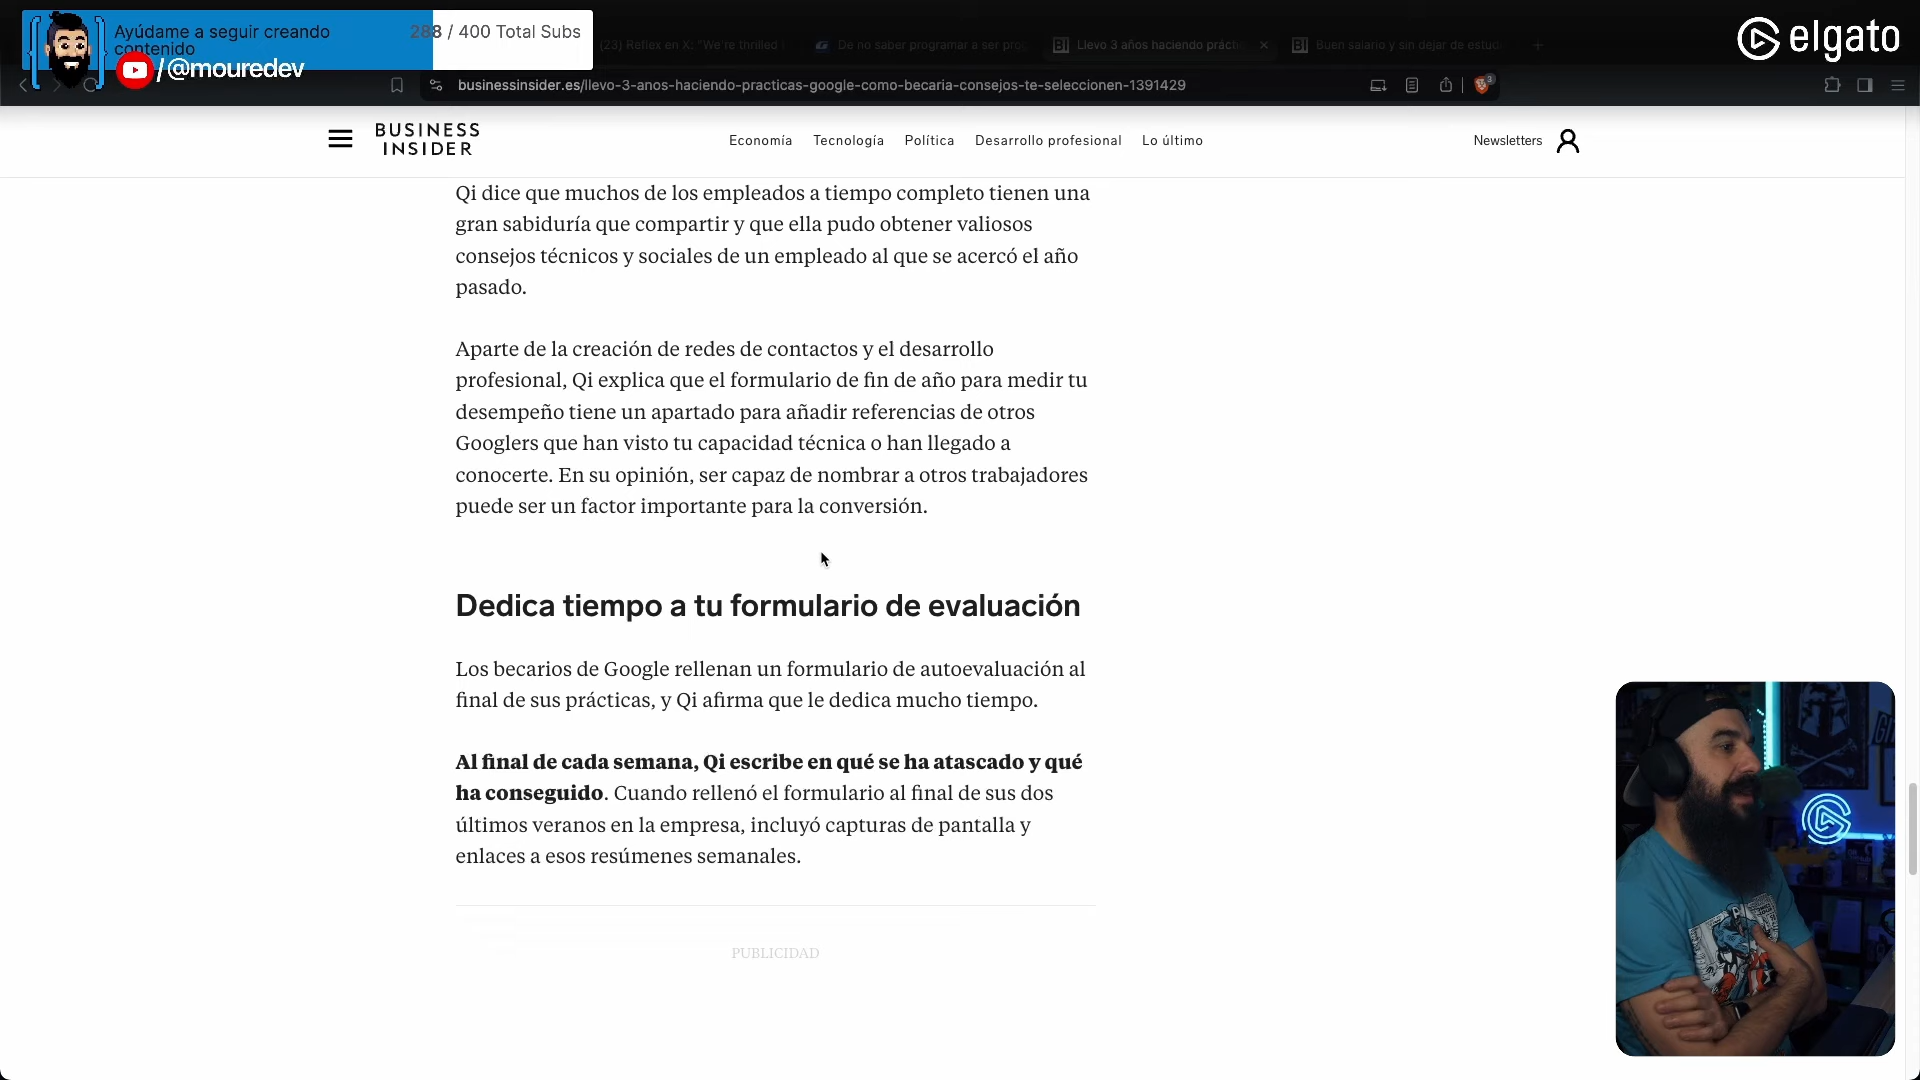 Ayúdame a seguir creando
contenido
288 / 400 Total Subs
/@mouredev
(23) Reflex en X: "We're thrilled
De no saber programar a ser pro
Llevo 3 años haciendo práct
Buen salario y sin dejar de estud
elgato
businessinsider.es/llevo-3-anos-haciendo-practicas-google-como-becaria-consejos-te-seleccionen-1391429
3
BUSINESS
INSIDER
Economía
Tecnología
Política
Desarrollo profesional
Lo último
Newsletters
Qi dice que muchos de los empleados a tiempo completo tienen una
gran sabiduría que compartir y que ella pudo obtener valiosos
consejos técnicos y sociales de un empleado al que se acercó el año
pasado.
Aparte de la creación de redes de contactos y el desarrollo
profesional, Qi explica que el formulario de fin de año para medir tu
desempeño tiene un apartado para añadir referencias de otros
Googlers que han visto tu capacidad técnica o han llegado a
conocerte. En su opinión, ser capaz de nombrar a otros trabajadores
puede ser un factor importante para la conversión.
Dedica tiempo a tu formulario de evaluación
Los becarios de Google rellenan un formulario de autoevaluación al
final de sus prácticas, y Qi afirma que le dedica mucho tiempo.
Al final de cada semana, Qi escribe en qué se ha atascado y qué
ha conseguido. Cuando rellenó el formulario al final de sus dos
últimos veranos en la empresa, incluyó capturas de pantalla y
enlaces a esos resúmenes semanales.
PUBLICIDAD